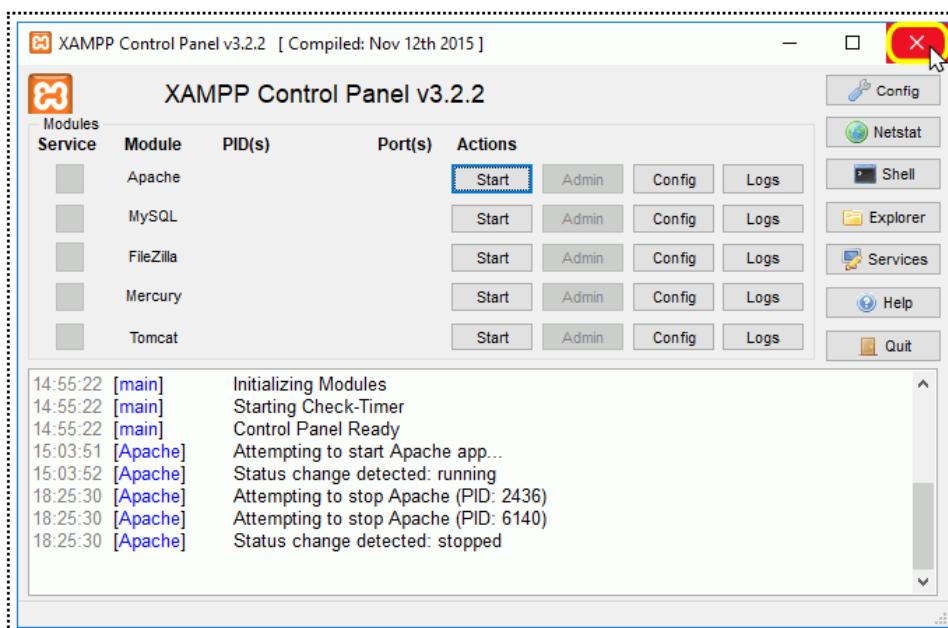 XAMPP Control Panel v3.2.2 [ Compiled: Nov 12th 2015 ]
XAMPP Control Panel v3.2.2
Config
Modules
Netstat
Service Module PID(s) Port(s) Actions
Apache Start Admin Config Logs
Shell
MySQL Start Admin Config Logs
Explorer
FileZilla Start Admin Config Logs
Services
Mercury Start Admin Config Logs
Help
Tomcat Start Admin Config Logs
Quit
14:55:22 [main] Initializing Modules
14:55:22 [main] Starting Check-Timer
14:55:22 [main] Control Panel Ready
15:03:51 [Apache] Attempting to start Apache app...
15:03:52 [Apache] Status change detected: running
18:25:30 [Apache] Attempting to stop Apache (PID: 2436)
18:25:30 [Apache] Attempting to stop Apache (PID: 6140)
18:25:30 [Apache] Status change detected: stopped